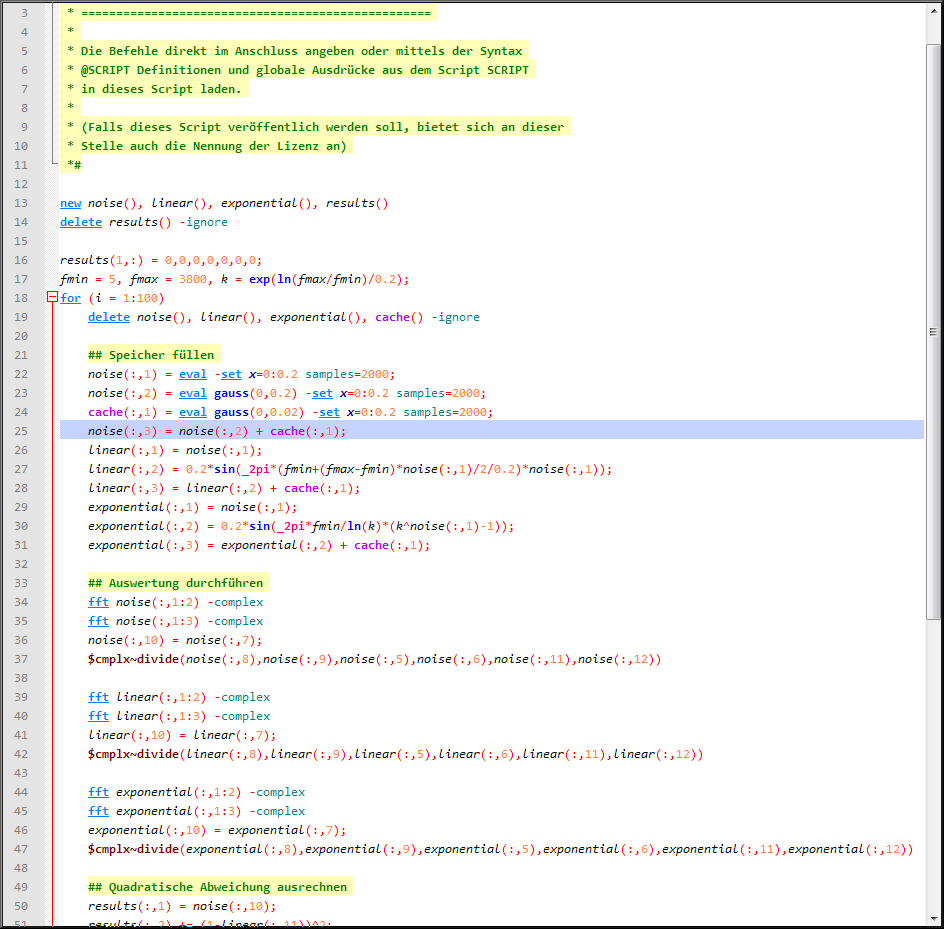 3 * ===================================================
4 *
5 * Die Befehle direkt im Anschluss angeben oder mittels der Syntax
6 * @SCRIPT Definitionen und globale Ausdrücke aus dem Script SCRIPT
7 * in dieses Script laden.
8 *
9 * (Falls dieses Script veröffentlich werden soll, bietet sich an dieser
10 * Stelle auch die Nennung der Lizenz an)
11 *#
12
13 new noise(), linear(), exponential(), results()
14 delete results() -ignore
15
16 results(1,:) = 0,0,0,0,0,0,0;
17 fmin = 5, fmax = 3800, k = exp(ln(fmax/fmin)/0.2);
18 for (i = 1:100)
19 delete noise(), linear(), exponential(), cache() -ignore
20
21 ## Speicher füllen
22 noise(:,1) = eval -set x=0:0.2 samples=2000;
23 noise(:,2) = eval gauss(0,0.2) -set x=0:0.2 samples=2000;
24 cache(:,1) = eval gauss(0,0.02) -set x=0:0.2 samples=2000;
25 noise(:,3) = noise(:,2) + cache(:,1);
26 linear(:,1) = noise(:,1);
27 linear(:,2) = 0.2*sin(_2pi*(fmin+(fmax-fmin)*noise(:,1)/2/0.2)*noise(:,1));
28 linear(:,3) = linear(:,2) + cache(:,1);
29 exponential(:,1) = noise(:,1);
30 exponential(:,2) = 0.2*sin(_2pi*fmin/ln(k)*(k^noise(:,1)-1));
31 exponential(:,3) = exponential(:,2) + cache(:,1);
32
33 ## Auswertung durchführen
34 fft noise(:,1:2) -complex
35 fft noise(:,1:3) -complex
36 noise(:,10) = noise(:,7);
37 $cmplx~divide(noise(:,8),noise(:,9),noise(:,5),noise(:,6),noise(:,11),noise(:,12))
38
39 fft linear(:,1:2) -complex
40 fft linear(:,1:3) -complex
41 linear(:,10) = linear(:,7);
42 $cmplx~divide(linear(:,8),linear(:,9),linear(:,5),linear(:,6),linear(:,11),linear(:,12))
43
44 fft exponential(:,1:2) -complex
45 fft exponential(:,1:3) -complex
46 exponential(:,10) = exponential(:,7);
47 $cmplx~divide(exponential(:,8),exponential(:,9),exponential(:,5),exponential(:,6),exponential(:,11),exponential(:,12))
48
49 ## Quadratische Abweichung ausrechnen
50 results(:,1) = noise(:,10);
51 results(:,2) += (1-linear(:,11))^2;